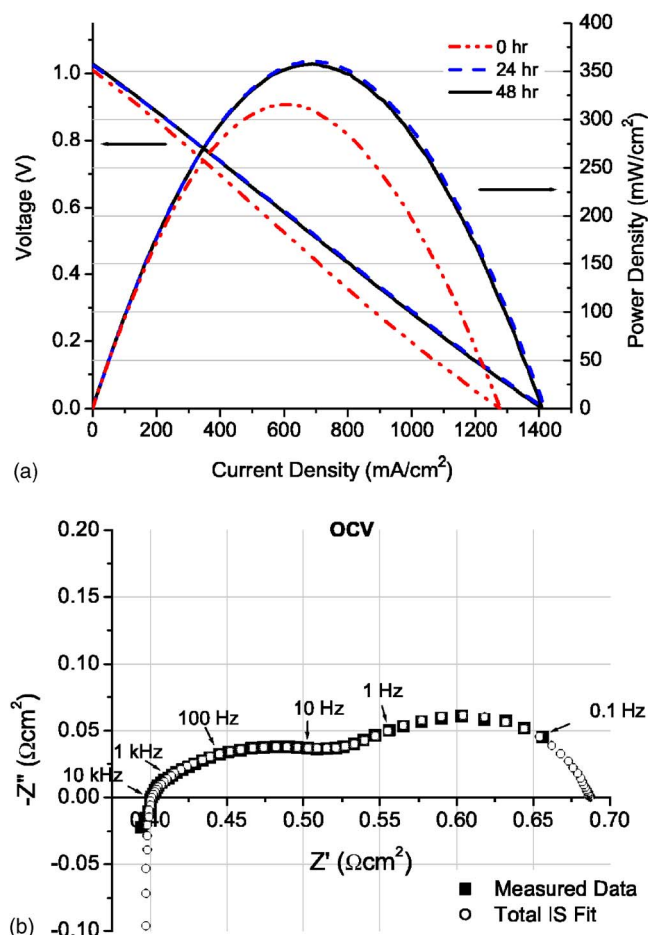 0 hr
24 hr
48 hr
Voltage (V)
1.0
0.8
0.6
0.4
0.2
0.0
400
350
300
250
200
150
100
50
0
Power Density (mW/cm²)
0 200 400 600 800 1000 1200 1400
Current Density (mA/cm²)
(a)
OCV
0.20
0.15
0.10
0.05
0.00
-0.05
-0.10
-Z" (Ωcm²)
10 kHz
1 kHz
100 Hz
10 Hz
1 Hz
0.1 Hz
0.40 0.45 0.50 0.55 0.60 0.65 0.70
Z' (Ωcm²)
Measured Data
Total IS Fit
(b)